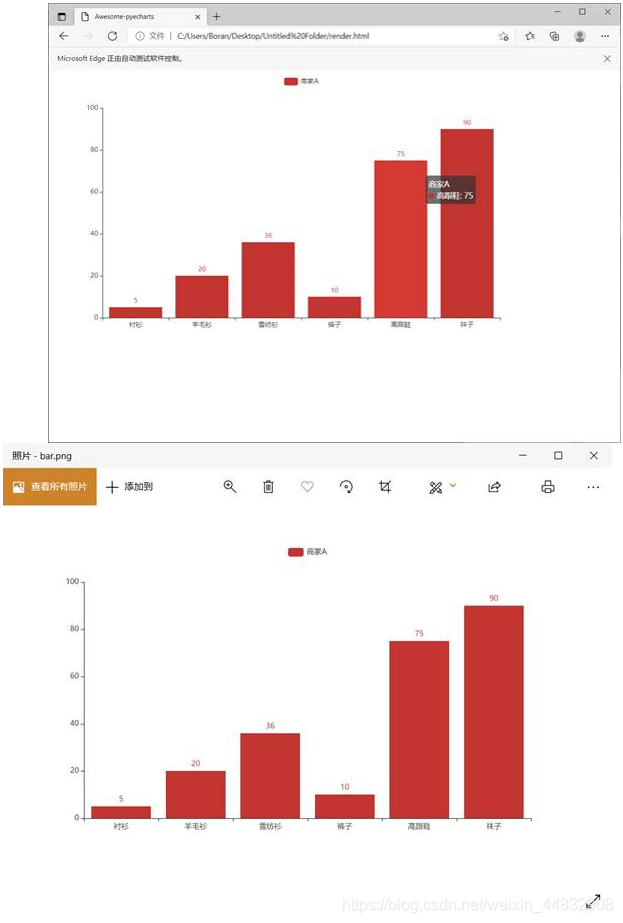 Awesome-pyecharts
文件 | C:/Users/Boran/Desktop/Untitled%20Folder/render.html
Microsoft Edge 正由自动测试软件控制。
商家A
100
80
60
40
20
0
5
20
36
10
75
90
商家A
高跟鞋: 75
衬衫
羊毛衫
雪纺衫
裤子
高跟鞋
袜子
照片 - bar.png
查看所有照片
添加到
商家A
100
80
60
40
20
0
5
20
36
10
75
90
衬衫
羊毛衫
雪纺衫
裤子
高跟鞋
袜子
https://blog.csdn.net/weixin_44832808